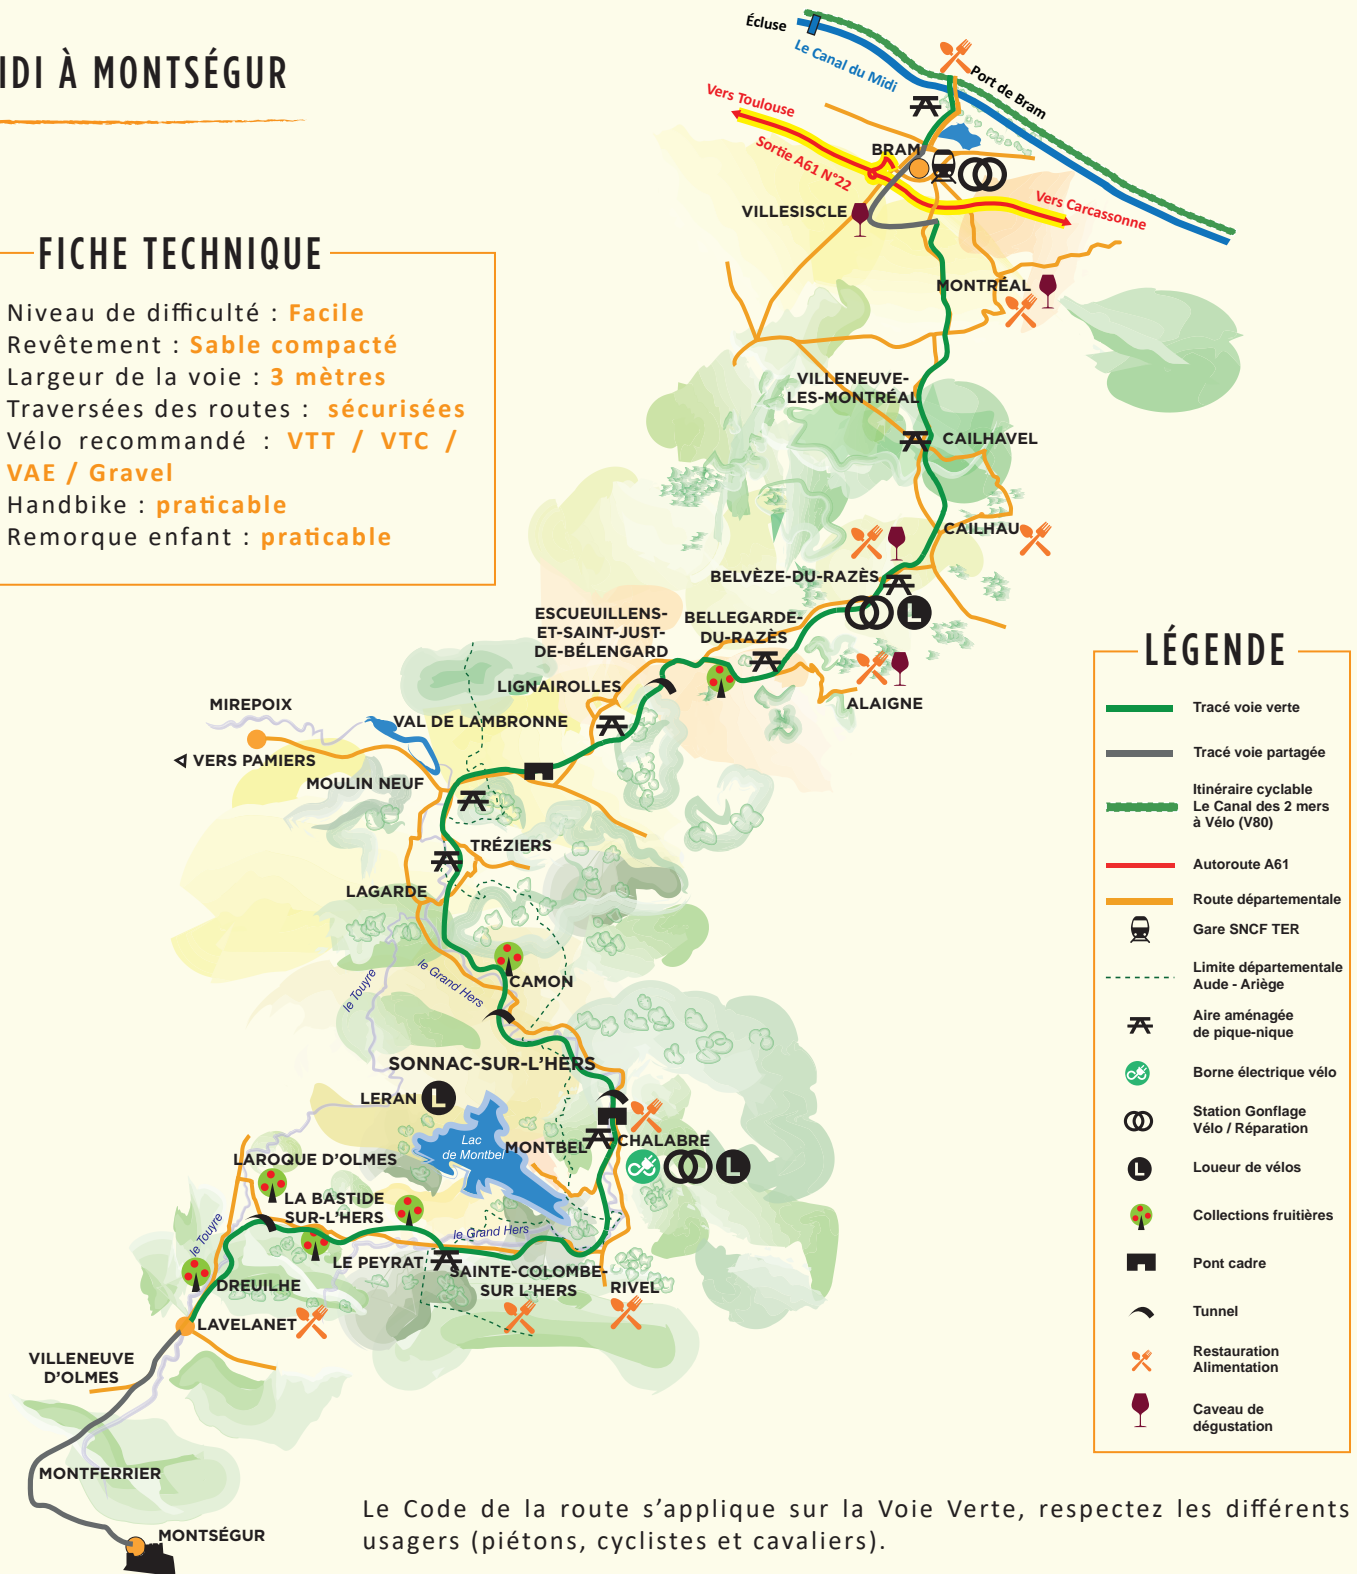 IDI À MONTSÉGUR
FICHE TECHNIQUE
Niveau de difficulté : Facile
Revêtement : Sable compacté
Largeur de la voie : 3 mètres
Traversées des routes : sécurisées
Vélo recommandé : VTT / VTC /
VAE / Gravel
Handbike : praticable
Remorque enfant : praticable
Écluse
Le Canal du Midi
Port de Bram
Vers Toulouse
Sortie A61 N°22
BRAM
Vers Carcassonne
VILLESISCLE
MONTRÉAL
VILLENEUVE-
LES-MONTRÉAL
CAILHAVEL
CAILHAU
BELVÈZE-DU-RAZÈS
L
ESCUEUILLENS-
ET-SAINT-JUST-
DE-BÉLENGARD
BELLEGARDE-
DU-RAZÈS
ALAIGNE
LIGNAIROLLES
MIREPOIX
VAL DE LAMBRONNE
VERS PAMIERS
MOULIN NEUF
TRÉZIERS
LAGARDE
le Touyre
le Grand Hers
CAMON
SONNAC-SUR-L'HERS
LERAN
L
Lac
de Montbel
MONTBEL
CHALABRE
L
LAROQUE D'OLMES
LA BASTIDE
SUR-L'HERS
le Touyre
le Grand Hers
LE PEYRAT
SAINTE-COLOMBE-
SUR L'HERS
RIVEL
DREUILHE
LAVELANET
VILLENEUVE
D'OLMES
MONTFERRIER
MONTSÉGUR
LÉGENDE
Tracé voie verte
Tracé voie partagée
Itinéraire cyclable
Le Canal des 2 mers
à Vélo (V80)
Autoroute A61
Route départementale
Gare SNCF TER
Limite départementale
Aude - Ariège
Aire aménagée
de pique-nique
Borne électrique vélo
Station Gonflage
Vélo / Réparation
L
Loueur de vélos
Collections fruitières
Pont cadre
Tunnel
Restauration
Alimentation
Caveau de
dégustation
Le Code de la route s’applique sur la Voie Verte, respectez les différents
usagers (piétons, cyclistes et cavaliers).